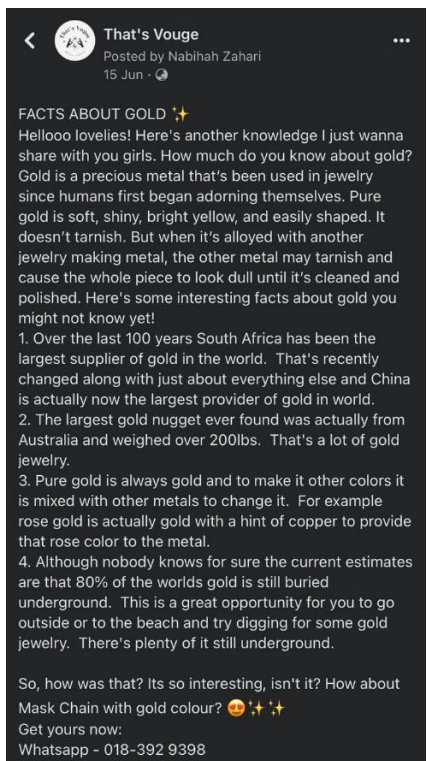 That's Vouge
Posted by Nabihah Zahari
15 Jun ·
FACTS ABOUT GOLD ✨
Hellooo lovelies! Here's another knowledge I just wanna
share with you girls. How much do you know about gold?
Gold is a precious metal that's been used in jewelry
since humans first began adorning themselves. Pure
gold is soft, shiny, bright yellow, and easily shaped. It
doesn't tarnish. But when it's alloyed with another
jewelry making metal, the other metal may tarnish and
cause the whole piece to look dull until it's cleaned and
polished. Here's some interesting facts about gold you
might not know yet!
1. Over the last 100 years South Africa has been the
largest supplier of gold in the world.  That's recently
changed along with just about everything else and China
is actually now the largest provider of gold in world.
2. The largest gold nugget ever found was actually from
Australia and weighed over 200lbs.  That's a lot of gold
jewelry.
3. Pure gold is always gold and to make it other colors it
is mixed with other metals to change it.  For example
rose gold is actually gold with a hint of copper to provide
that rose color to the metal.
4. Although nobody knows for sure the current estimates
are that 80% of the worlds gold is still buried
underground.  This is a great opportunity for you to go
outside or to the beach and try digging for some gold
jewelry.  There's plenty of it still underground.
So, how was that? Its so interesting, isn't it? How about
Mask Chain with gold colour? 😍✨✨
Get yours now:
Whatsapp - 018-392 9398